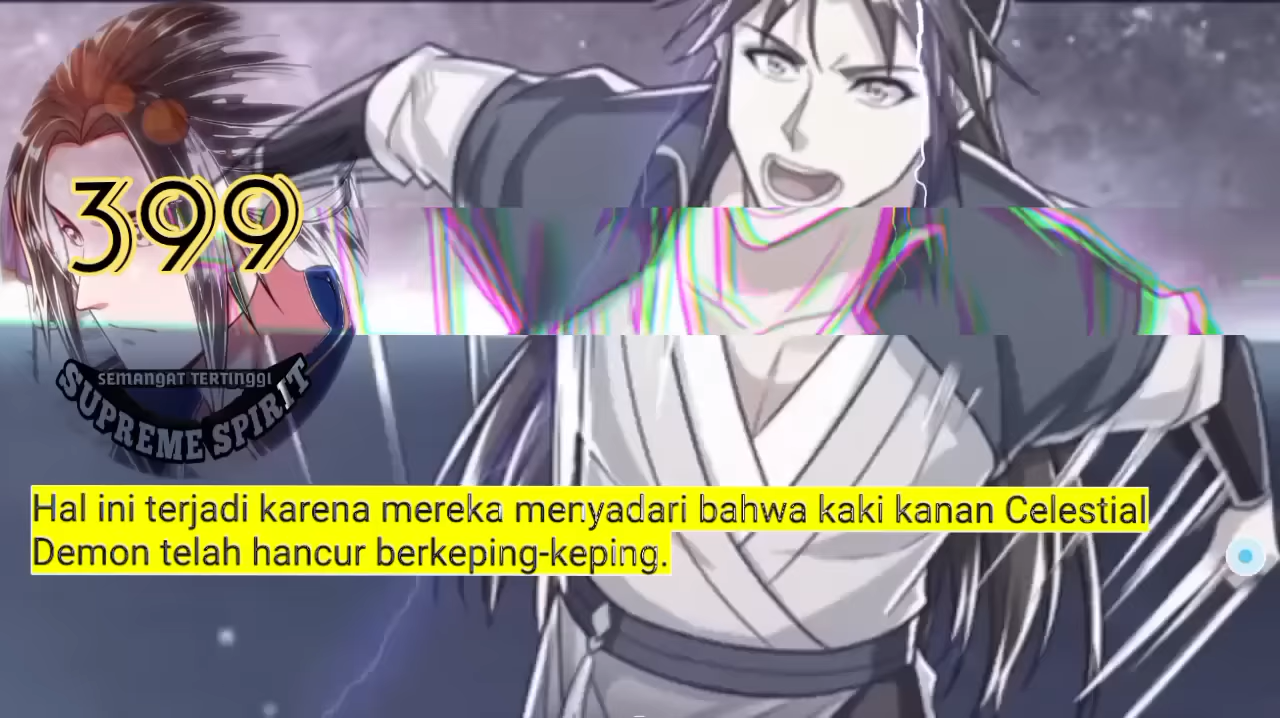 399
SEMANGAT TERTINGGI
SUPREME SPIRIT
Hal ini terjadi karena mereka menyadari bahwa kaki kanan Celestial
Demon telah hancur berkeping-keping.